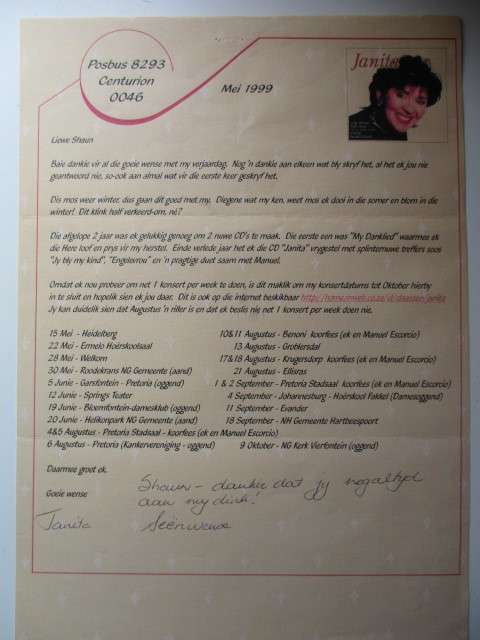 Posbus 8293
Centurion
0046
Mei 1999
Janita
Liewe Shaun
Baie dankie vir al die goeie wense met my verjaardag. Nog 'n dankie aan elkeen wat bly skryf het, al het ek jou nie
geantwoord nie, so-ook aan almal wat vir die eerste keer geskryf het.
Dis mos weer winter, dus gaan dit goed met my. Diegene wat my ken, weet mos ek dooi in die somer en blom in die
winter! Dit klink half verkeerd-om, nè?
Die afgelope 2 jaar was ek gelukkig genoeg om 2 nuwe CD's te maak. Die eerste een was "My Danklied" waarmee ek
die Here loof en prys vir my herstel. Einde verlede jaar het ek die CD "Janita" vrygestel met splinternuwe treffers soos
"Jy bly my kind", "Engelvrou" en 'n pragtige duet saam met Manuel.
Omdat ek nou probeer om net 1 konsert per week te doen, is dit maklik om my konsertdatums tot Oktober hierby
in te sluit en hopelik sien ek jou daar. Dit is ook op die internet beskikbaar http://home.mweb.co.za/cl/claassen/janita
Jy kan duidelik sien dat Augustus 'n riller is en dat ek beslis nie net 1 konsert per week doen nie.
15 Mei - Heidelberg
22 Mei - Ermelo Hoërskoolsaal
28 Mei - Welkom
30 Mei - Roodekrans NG Gemeente (aand)
5 Junie - Garsfontein - Pretoria (oggend)
12 Junie - Springs Teater
19 Junie - Bloemfontein-damesklub (oggend)
20 Junie - Helikonpark NG Gemeente (aand)
4&5 Augustus - Pretoria Stadsaal - koorfees (ek en Manuel Escorcio)
6 Augustus - Pretoria (Kankervereniging - oggend)
10&11 Augustus - Benoni koorfees (ek en Manuel Escorcio)
13 Augustus - Groblersdal
17&18 Augustus - Krugersdorp koorfees (ek en Manuel Escorcio)
21 Augustus - Ellisras
1 & 2 September - Pretoria Stadsaal koorfees (ek en Manuel Escorcio)
4 September - Johannesburg - Hoërskool Fakkel (Damesoggend)
11 September - Evander
18 September - NH Gemeente Hartbeespoort
9 Oktober - NG Kerk Vierfontein (oggend)
Daarmee groet ek.
Goeie wense
Shaun - dankie dat jy nogaltyd
aan my dink!
Janita
Seënwense